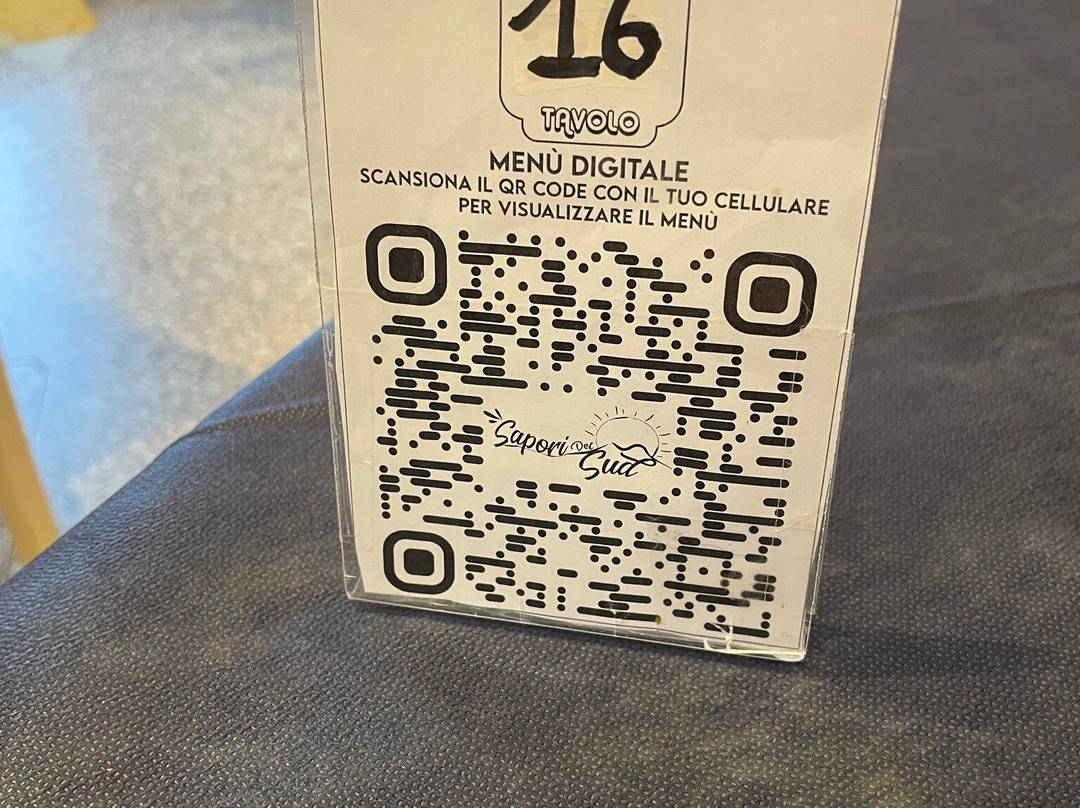 16
TAVOLO
MENÙ DIGITALE
SCANSIONA IL QR CODE CON IL TUO CELLULARE
PER VISUALIZZARE IL MENÙ
Sapori Del
Sud